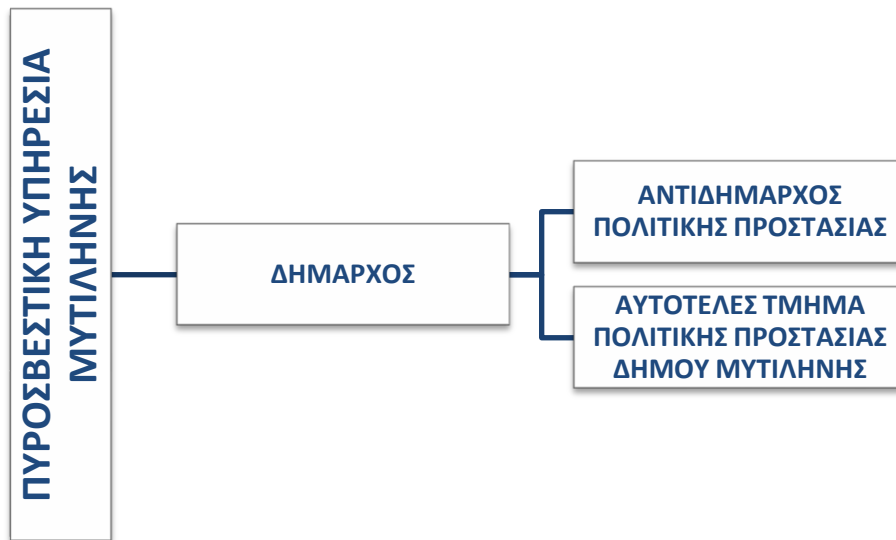 ΠΥΡΟΣΒΕΣΤΙΚΗ ΥΠΗΡΕΣΙΑ
ΜΥΤΙΛΗΝΗΣ
ΔΗΜΑΡΧΟΣ
ΑΝΤΙΔΗΜΑΡΧΟΣ
ΠΟΛΙΤΙΚΗΣ ΠΡΟΣΤΑΣΙΑΣ
ΑΥΤΟΤΕΛΕΣ ΤΜΗΜΑ
ΠΟΛΙΤΙΚΗΣ ΠΡΟΣΤΑΣΙΑΣ
ΔΗΜΟΥ ΜΥΤΙΛΗΝΗΣ